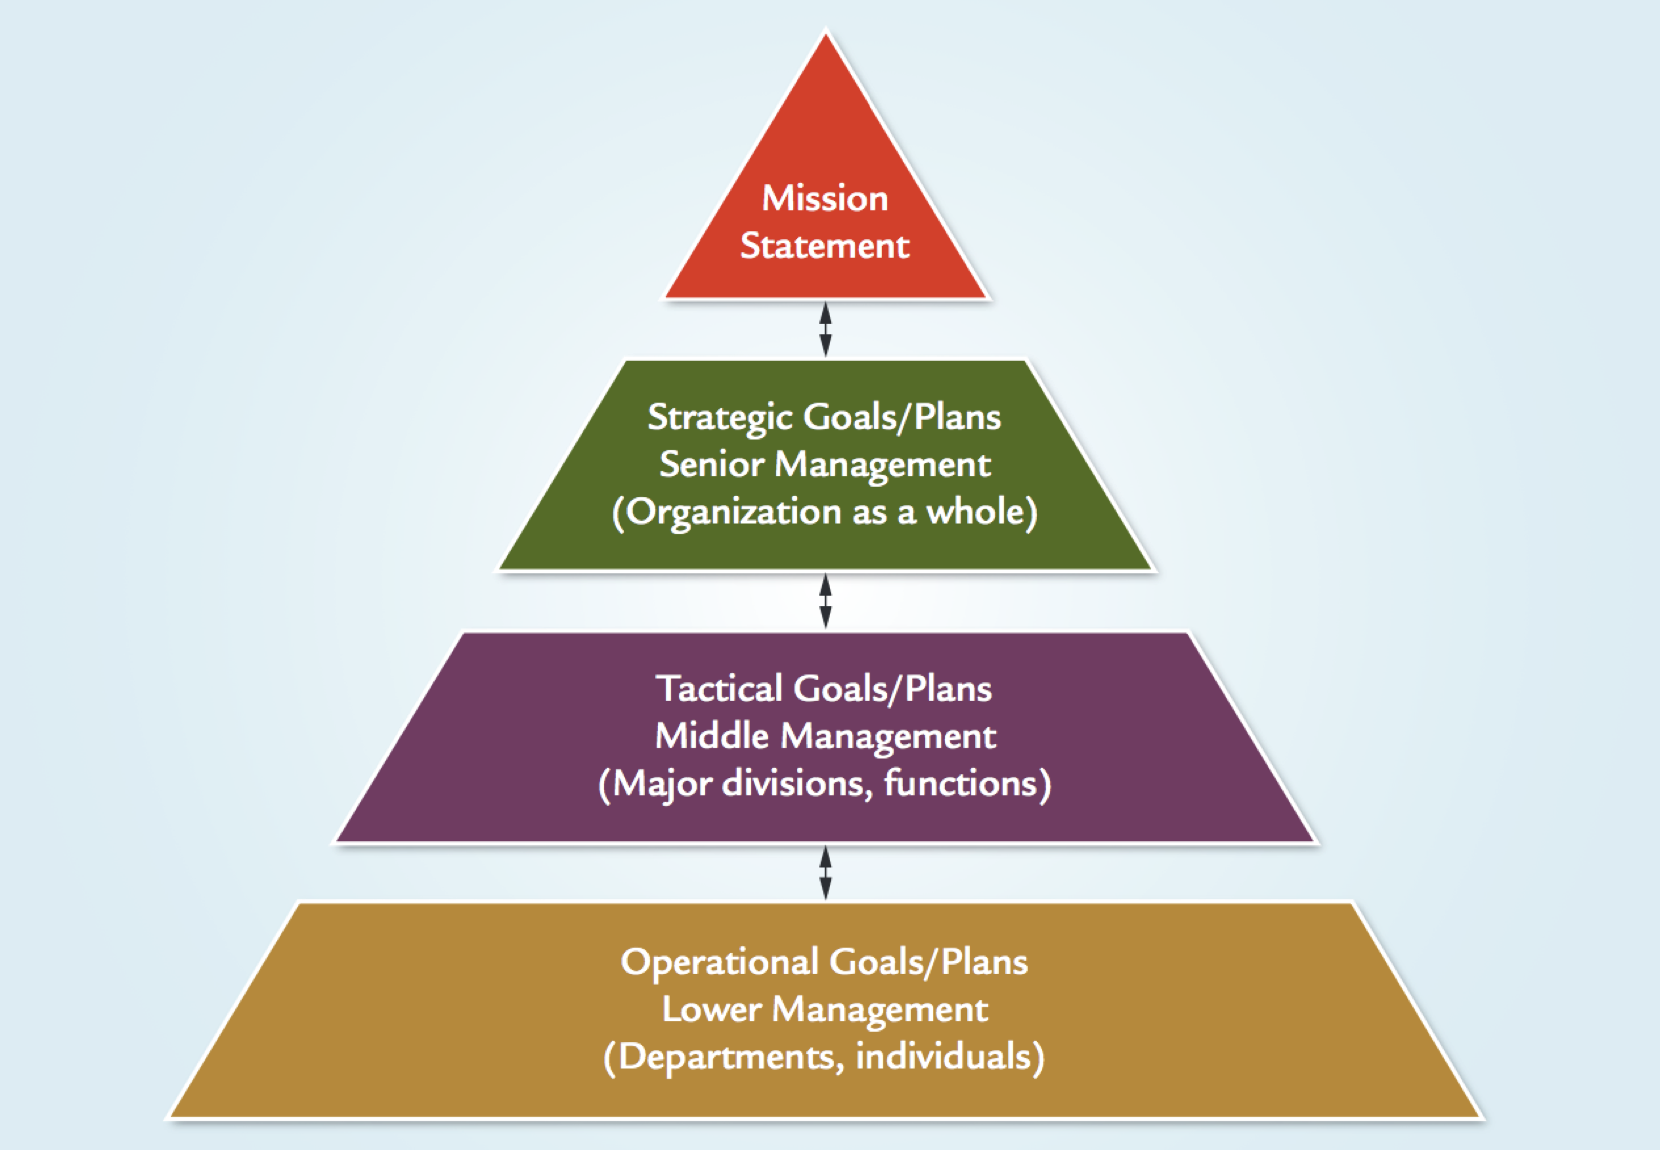 Mission
Statement
Strategic Goals/Plans
Senior Management
(Organization as a whole)
Tactical Goals/Plans
Middle Management
(Major divisions, functions)
Operational Goals/Plans
Lower Management
(Departments, individuals)